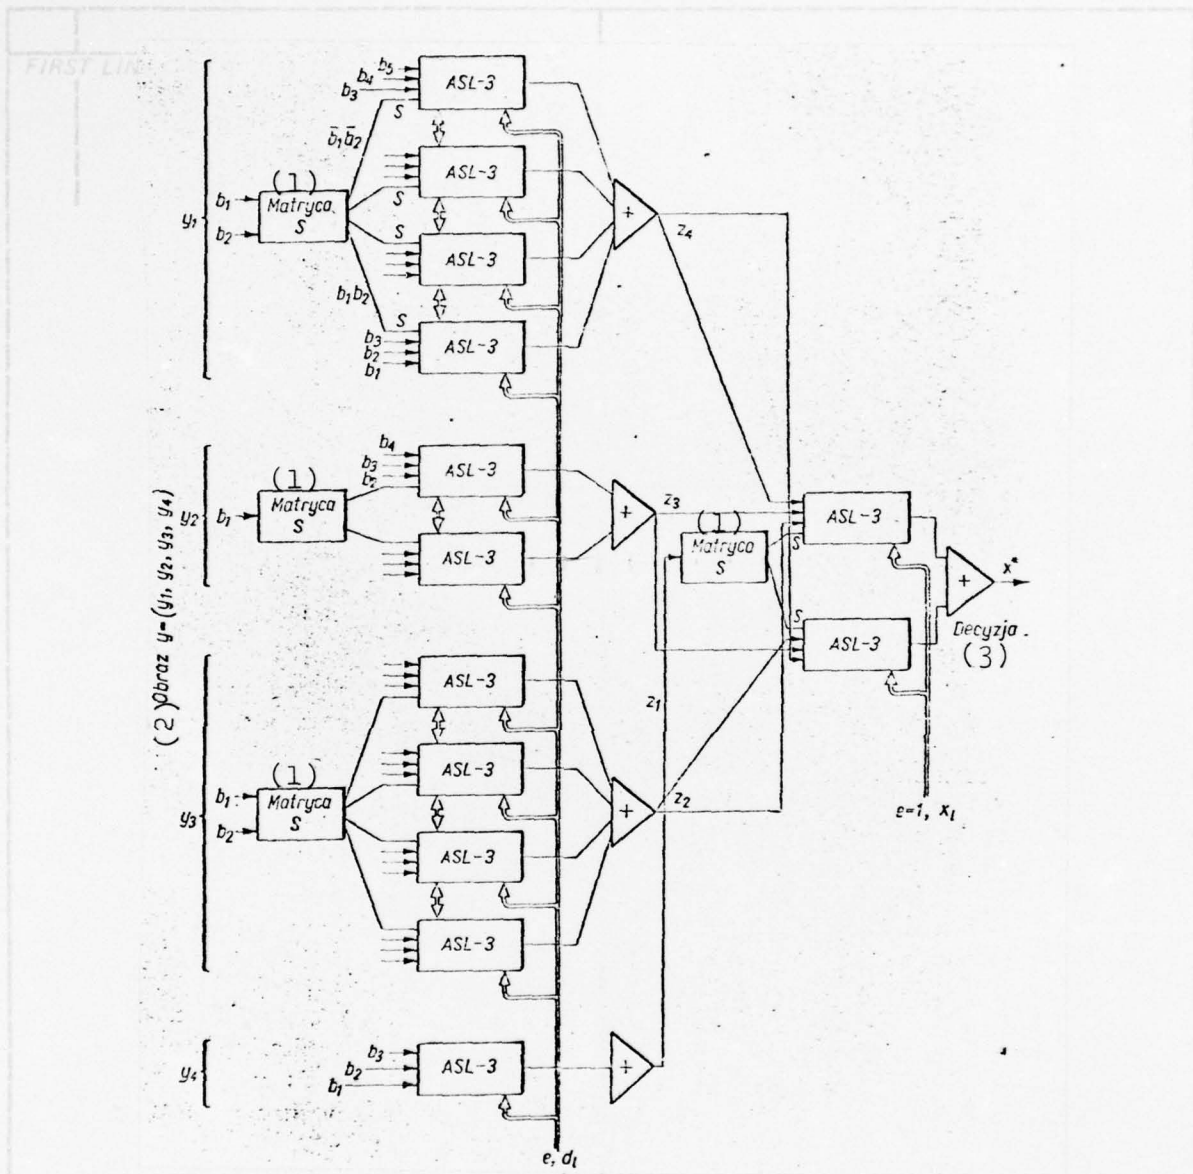 FIRST LIN
b5
b4
b3
ASL-3
S
b̄1b̄2
ASL-3
(1)
b1
Matryca
S
b2
y1
S
S
ASL-3
z4
b1b2
S
b3
b2
b1
ASL-3
(2) Obraz y=(y1, y2, y3, y4)
b4
b3
b2
ASL-3
(1)
Matryca
S
b1
y2
ASL-3
z3
(1)
Matryca
S
ASL-3
S
+
+
+
x*
Decyzja
(3)
S
ASL-3
ASL-3
z1
ASL-3
(1)
b1
Matryca
S
b2
y3
+
z2
e=1, xl
ASL-3
ASL-3
b3
b2
b1
y4
ASL-3
+
e, dl